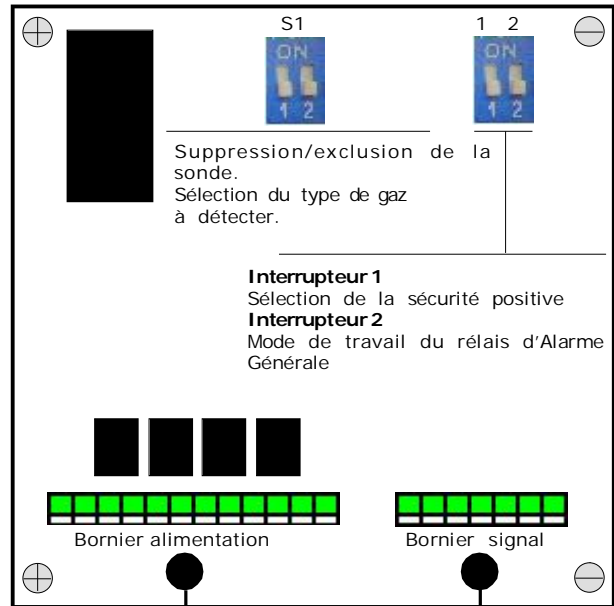 S1
1 2
ON
1 2
ON
1 2
Suppression/exclusion de la
sonde.
Sélection du type de gaz
à détecter.
Interrupteur 1
Sélection de la sécurité positive
Interrupteur 2
Mode de travail du rélais d'Alarme
Générale
Bornier alimentation
Bornier signal